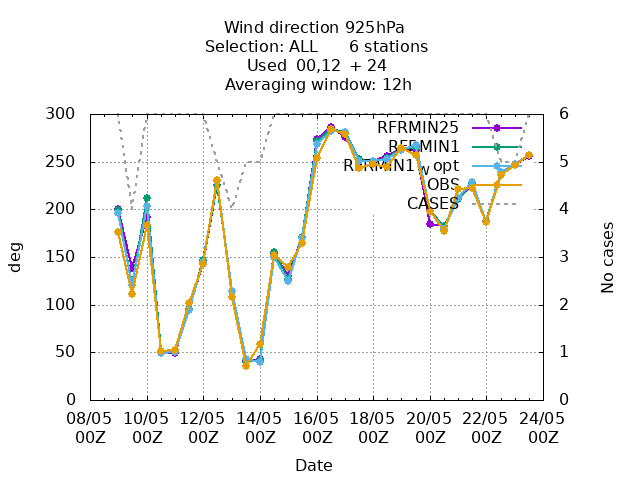 Wind direction 925hPa
Selection: ALL      6 stations
Used  00,12  + 24
Averaging window: 12h
deg
300
250
200
150
100
50
0
RFRMIN25
RFRMIN1
RFRMIN1w opt
OBS
CASES
6
5
4
3
2
1
0
No cases
08/05 10/05 12/05 14/05 16/05 18/05 20/05 22/05 24/05
00Z 00Z 00Z 00Z 00Z 00Z 00Z 00Z 00Z
Date